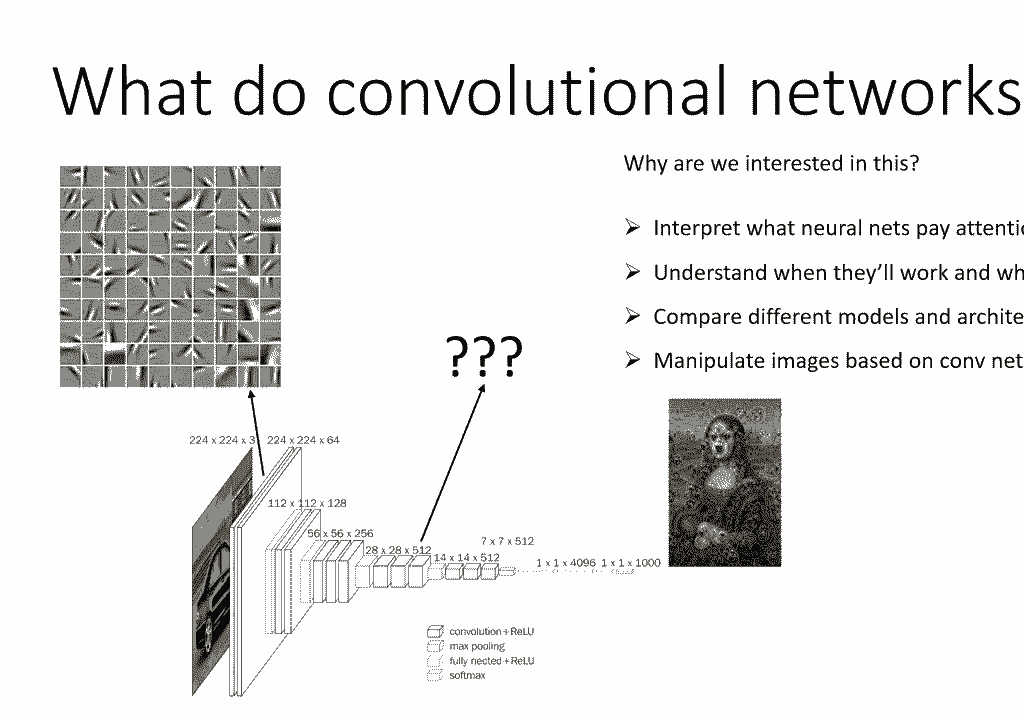 What do convolutional networks
Why are we interested in this?
➢ Interpret what neural nets pay attentic
➢ Understand when they'll work and wh
➢ Compare different models and archite
➢ Manipulate images based on conv net
???
224 x 224 x 3 224 x 224 x 64
112 x 112 x 128
56 x 56 x 256
28 x 28 x 512
14 x 14 x 512
7 x 7 x 512
1 x 1 x 4096 1 x 1 x 1000
convolution+ReLU
max pooling
fully nected+ReLU
softmax